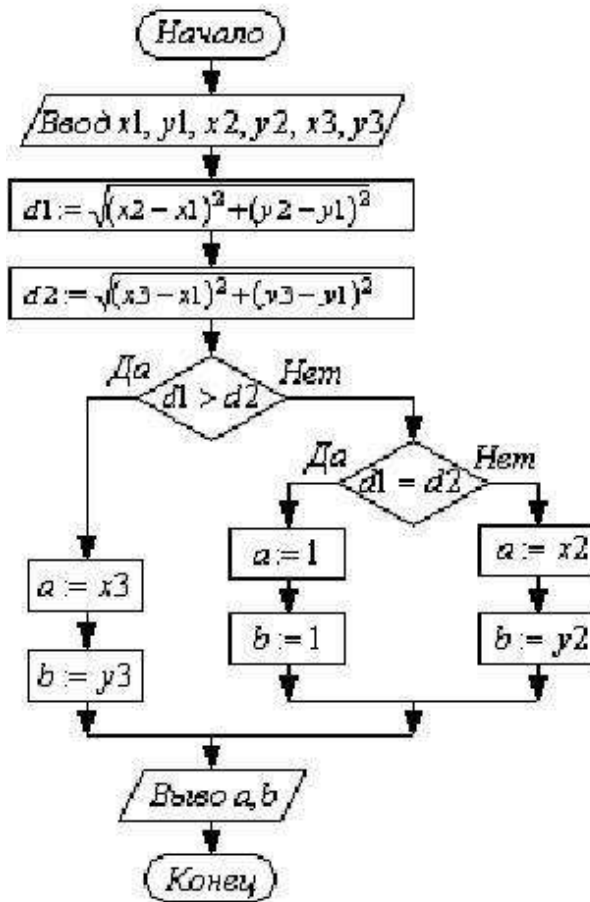 Начало
Ввод x1, y1, x2, y2, x3, y3
d1 := √(x2 − x1)² + (y2 − y1)²
d2 := √(x3 − x1)² + (y3 − y1)²
Да Нет
d1 > d2
Да Нет
d1 = d2
a := 1 a := x2
a := x3
b := 1 b := y2
b := y3
Выво a, b
Конец